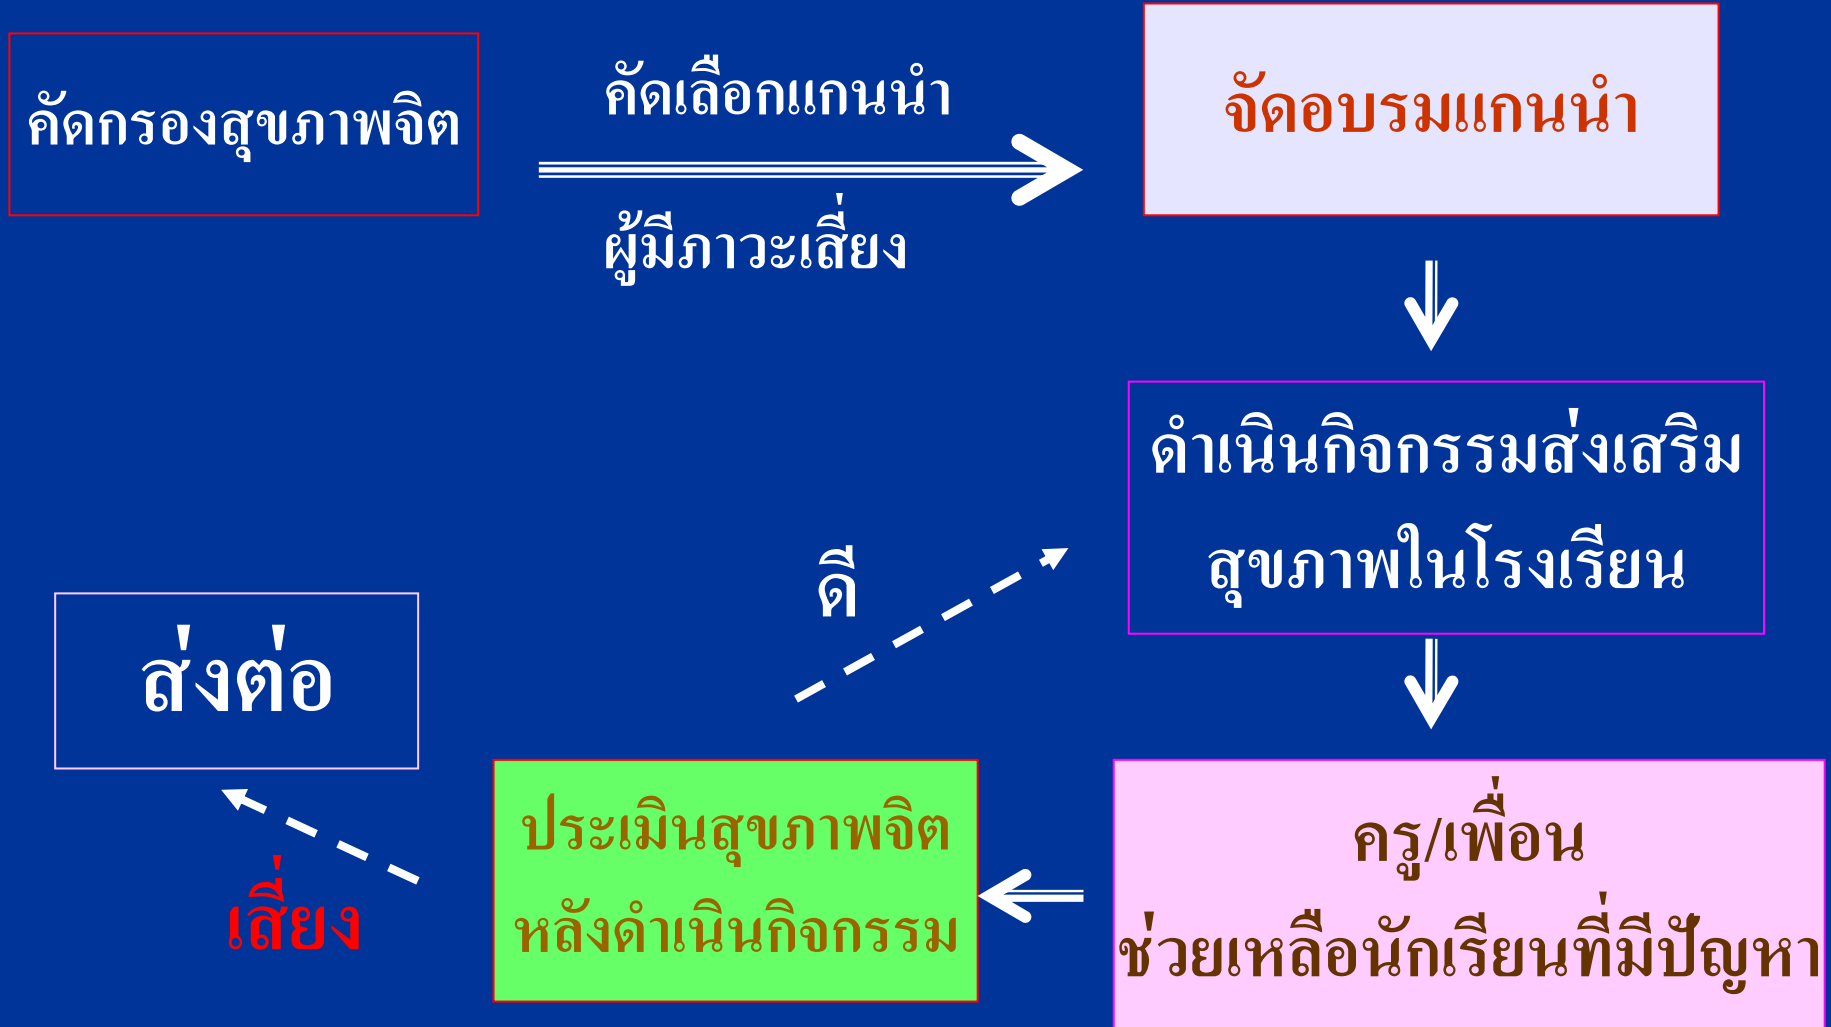 คัดกรองสุขภาพจิต
คัดเลือกแกนนำ
ผู้มีภาวะเสี่ยง
จัดอบรมแกนนำ
ดำเนินกิจกรรมส่งเสริม
สุขภาพในโรงเรียน
ดี
ส่งต่อ
เสี่ยง
ประเมินสุขภาพจิต
หลังดำเนินกิจกรรม
ครู/เพื่อน
ช่วยเหลือนักเรียนที่มีปัญหา